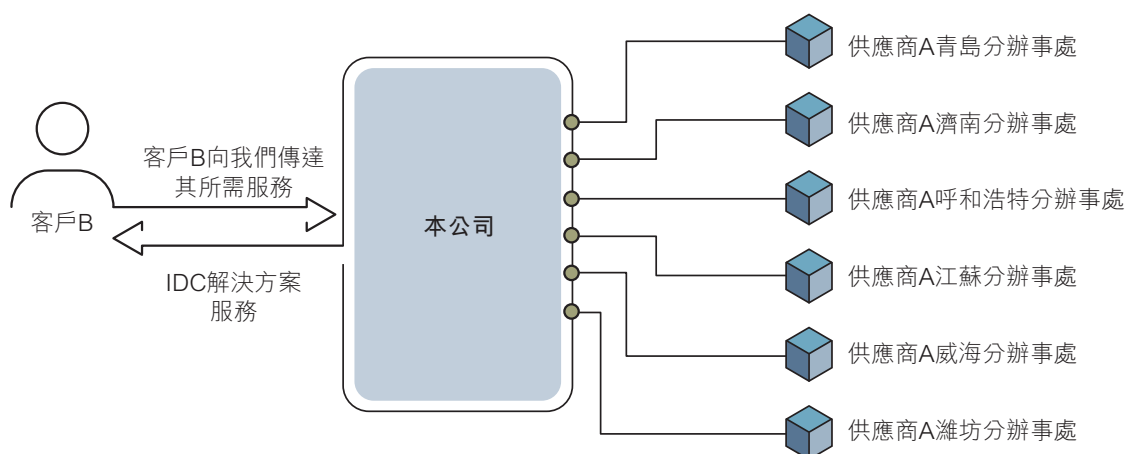 客戶B向我們傳達
其所需服務
客戶B
IDC解決方案
服務
本公司
供應商A青島分辦事處
供應商A濟南分辦事處
供應商A呼和浩特分辦事處
供應商A江蘇分辦事處
供應商A威海分辦事處
供應商A濰坊分辦事處